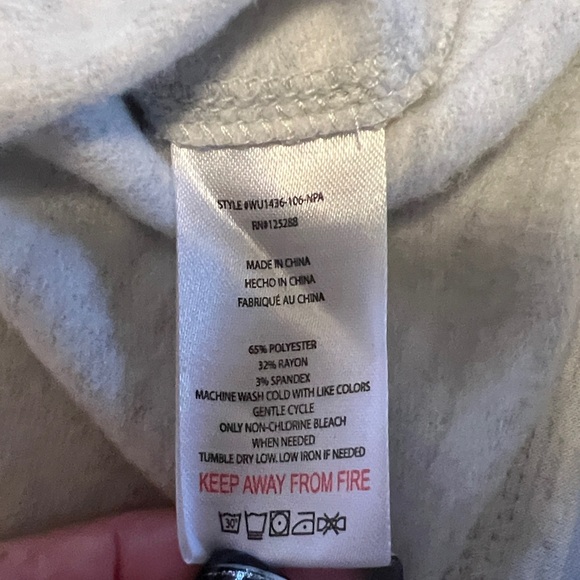 STYLE #WU1436-106-NPA
RN#125288
MADE IN CHINA
HECHO IN CHINA
FABRIQUÉ AU CHINA
65% POLYESTER
32% RAYON
3% SPANDEX
MACHINE WASH COLD WITH LIKE COLORS
GENTLE CYCLE
ONLY NON-CHLORINE BLEACH
WHEN NEEDED
TUMBLE DRY LOW. LOW IRON IF NEEDED
KEEP AWAY FROM FIRE
30°